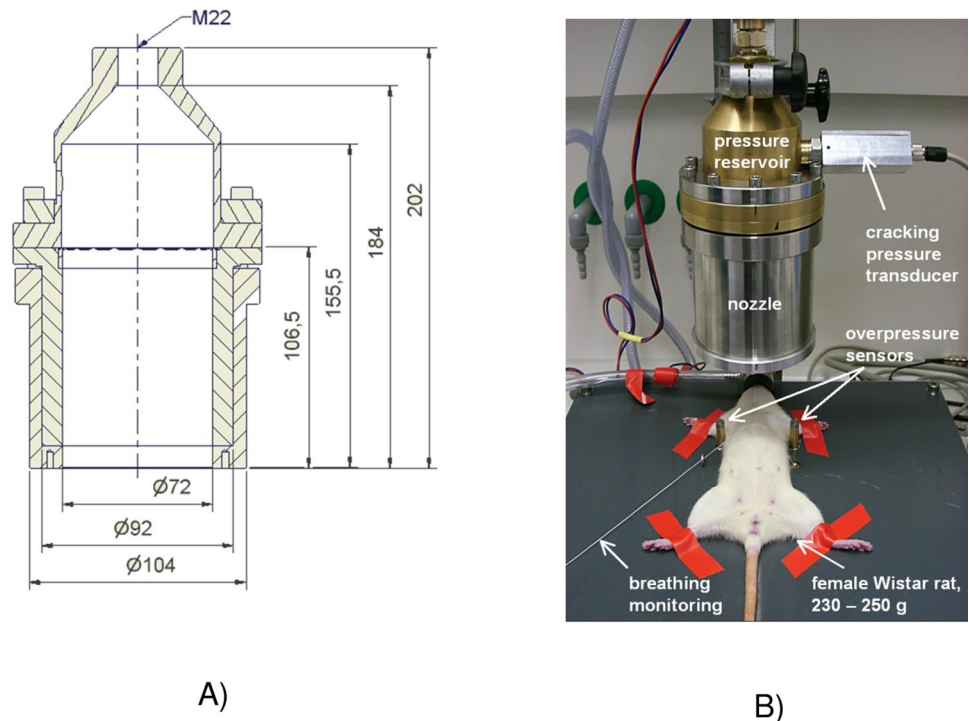 M22
202
184
155,5
106,5
Ø72
Ø92
Ø104
A)
pressure
reservoir
cracking
pressure
transducer
nozzle
overpressure
sensors
breathing
monitoring
female Wistar rat,
230 – 250 g
B)